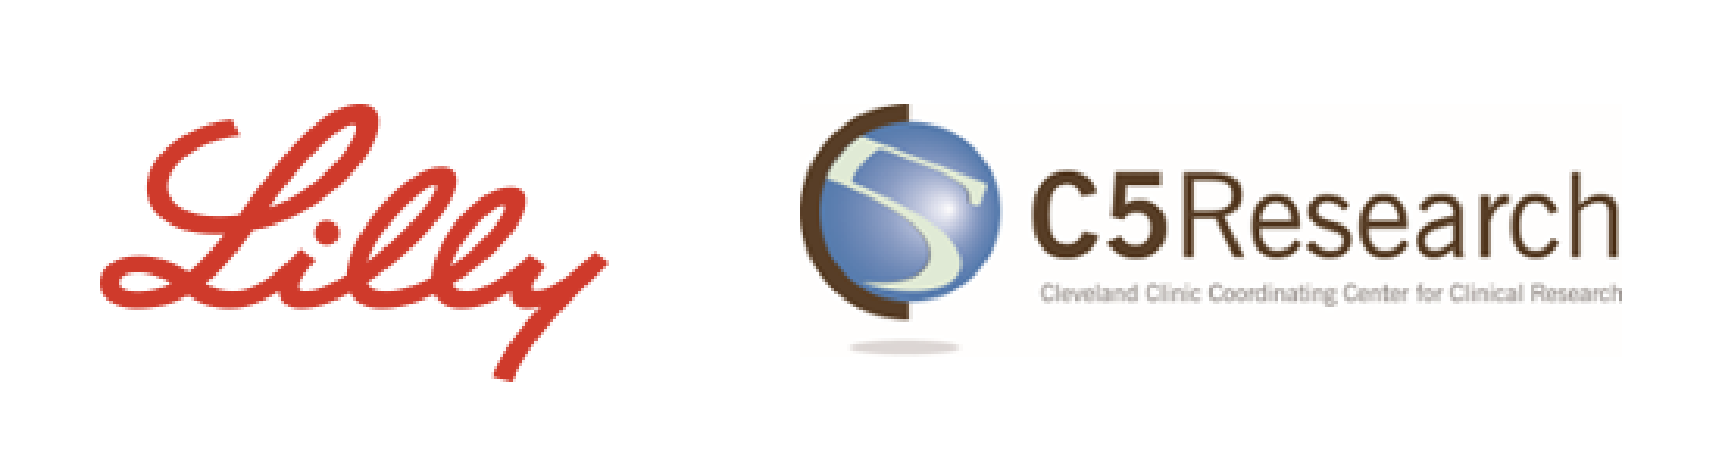 Lilly
C5Research
Cleveland Clinic Coordinating Center for Clinical Research